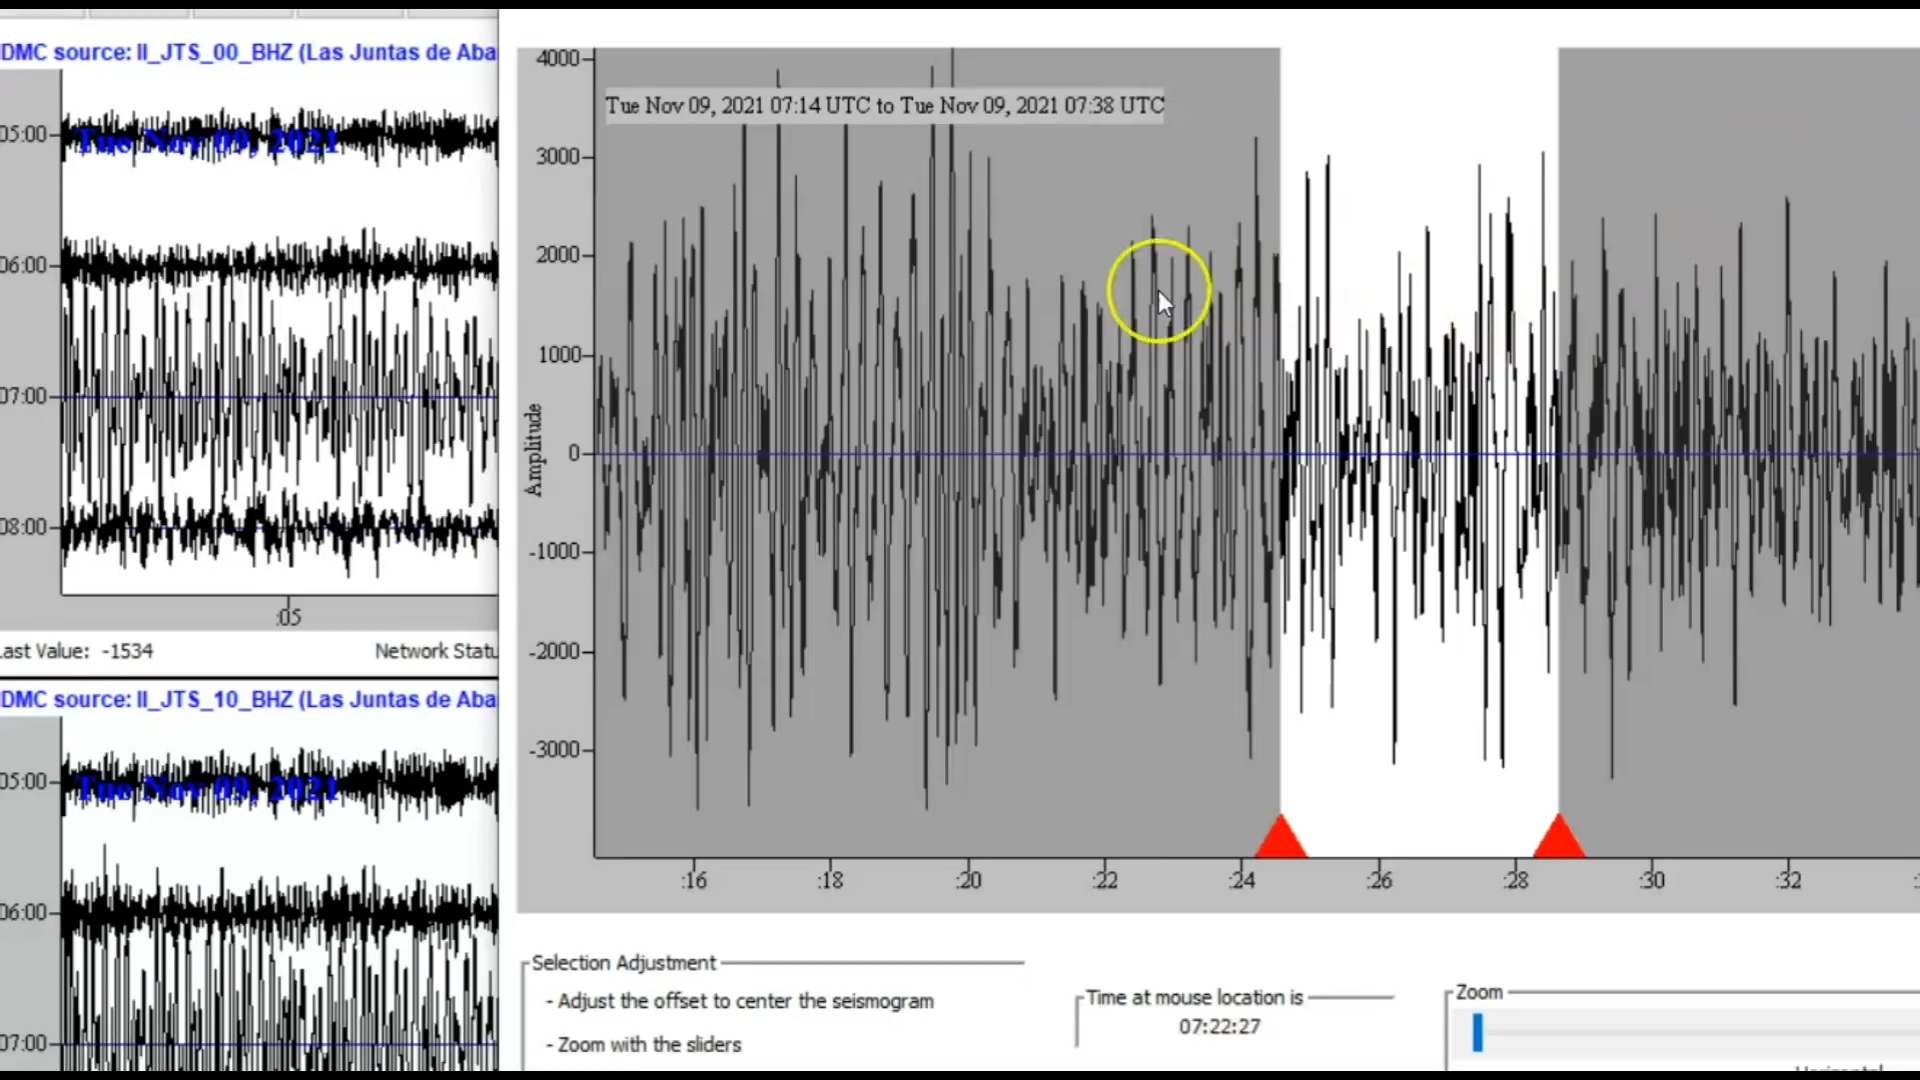 IDMC source: II_JTS_00_BHZ (Las Juntas de Aba
Tue Nov 09, 2021
05:00
06:00
07:00
08:00
:05
Last Value: -1534
Network Statu
IDMC source: II_JTS_10_BHZ (Las Juntas de Aba
Tue Nov 09, 2021
05:00
06:00
07:00
Tue Nov 09, 2021 07:14 UTC to Tue Nov 09, 2021 07:38 UTC
Amplitude
4000
3000
2000
1000
0
-1000
-2000
-3000
:16 :18 :20 :22 :24 :26 :28 :30 :32
Selection Adjustment
- Adjust the offset to center the seismogram
- Zoom with the sliders
Time at mouse location is
07:22:27
Zoom